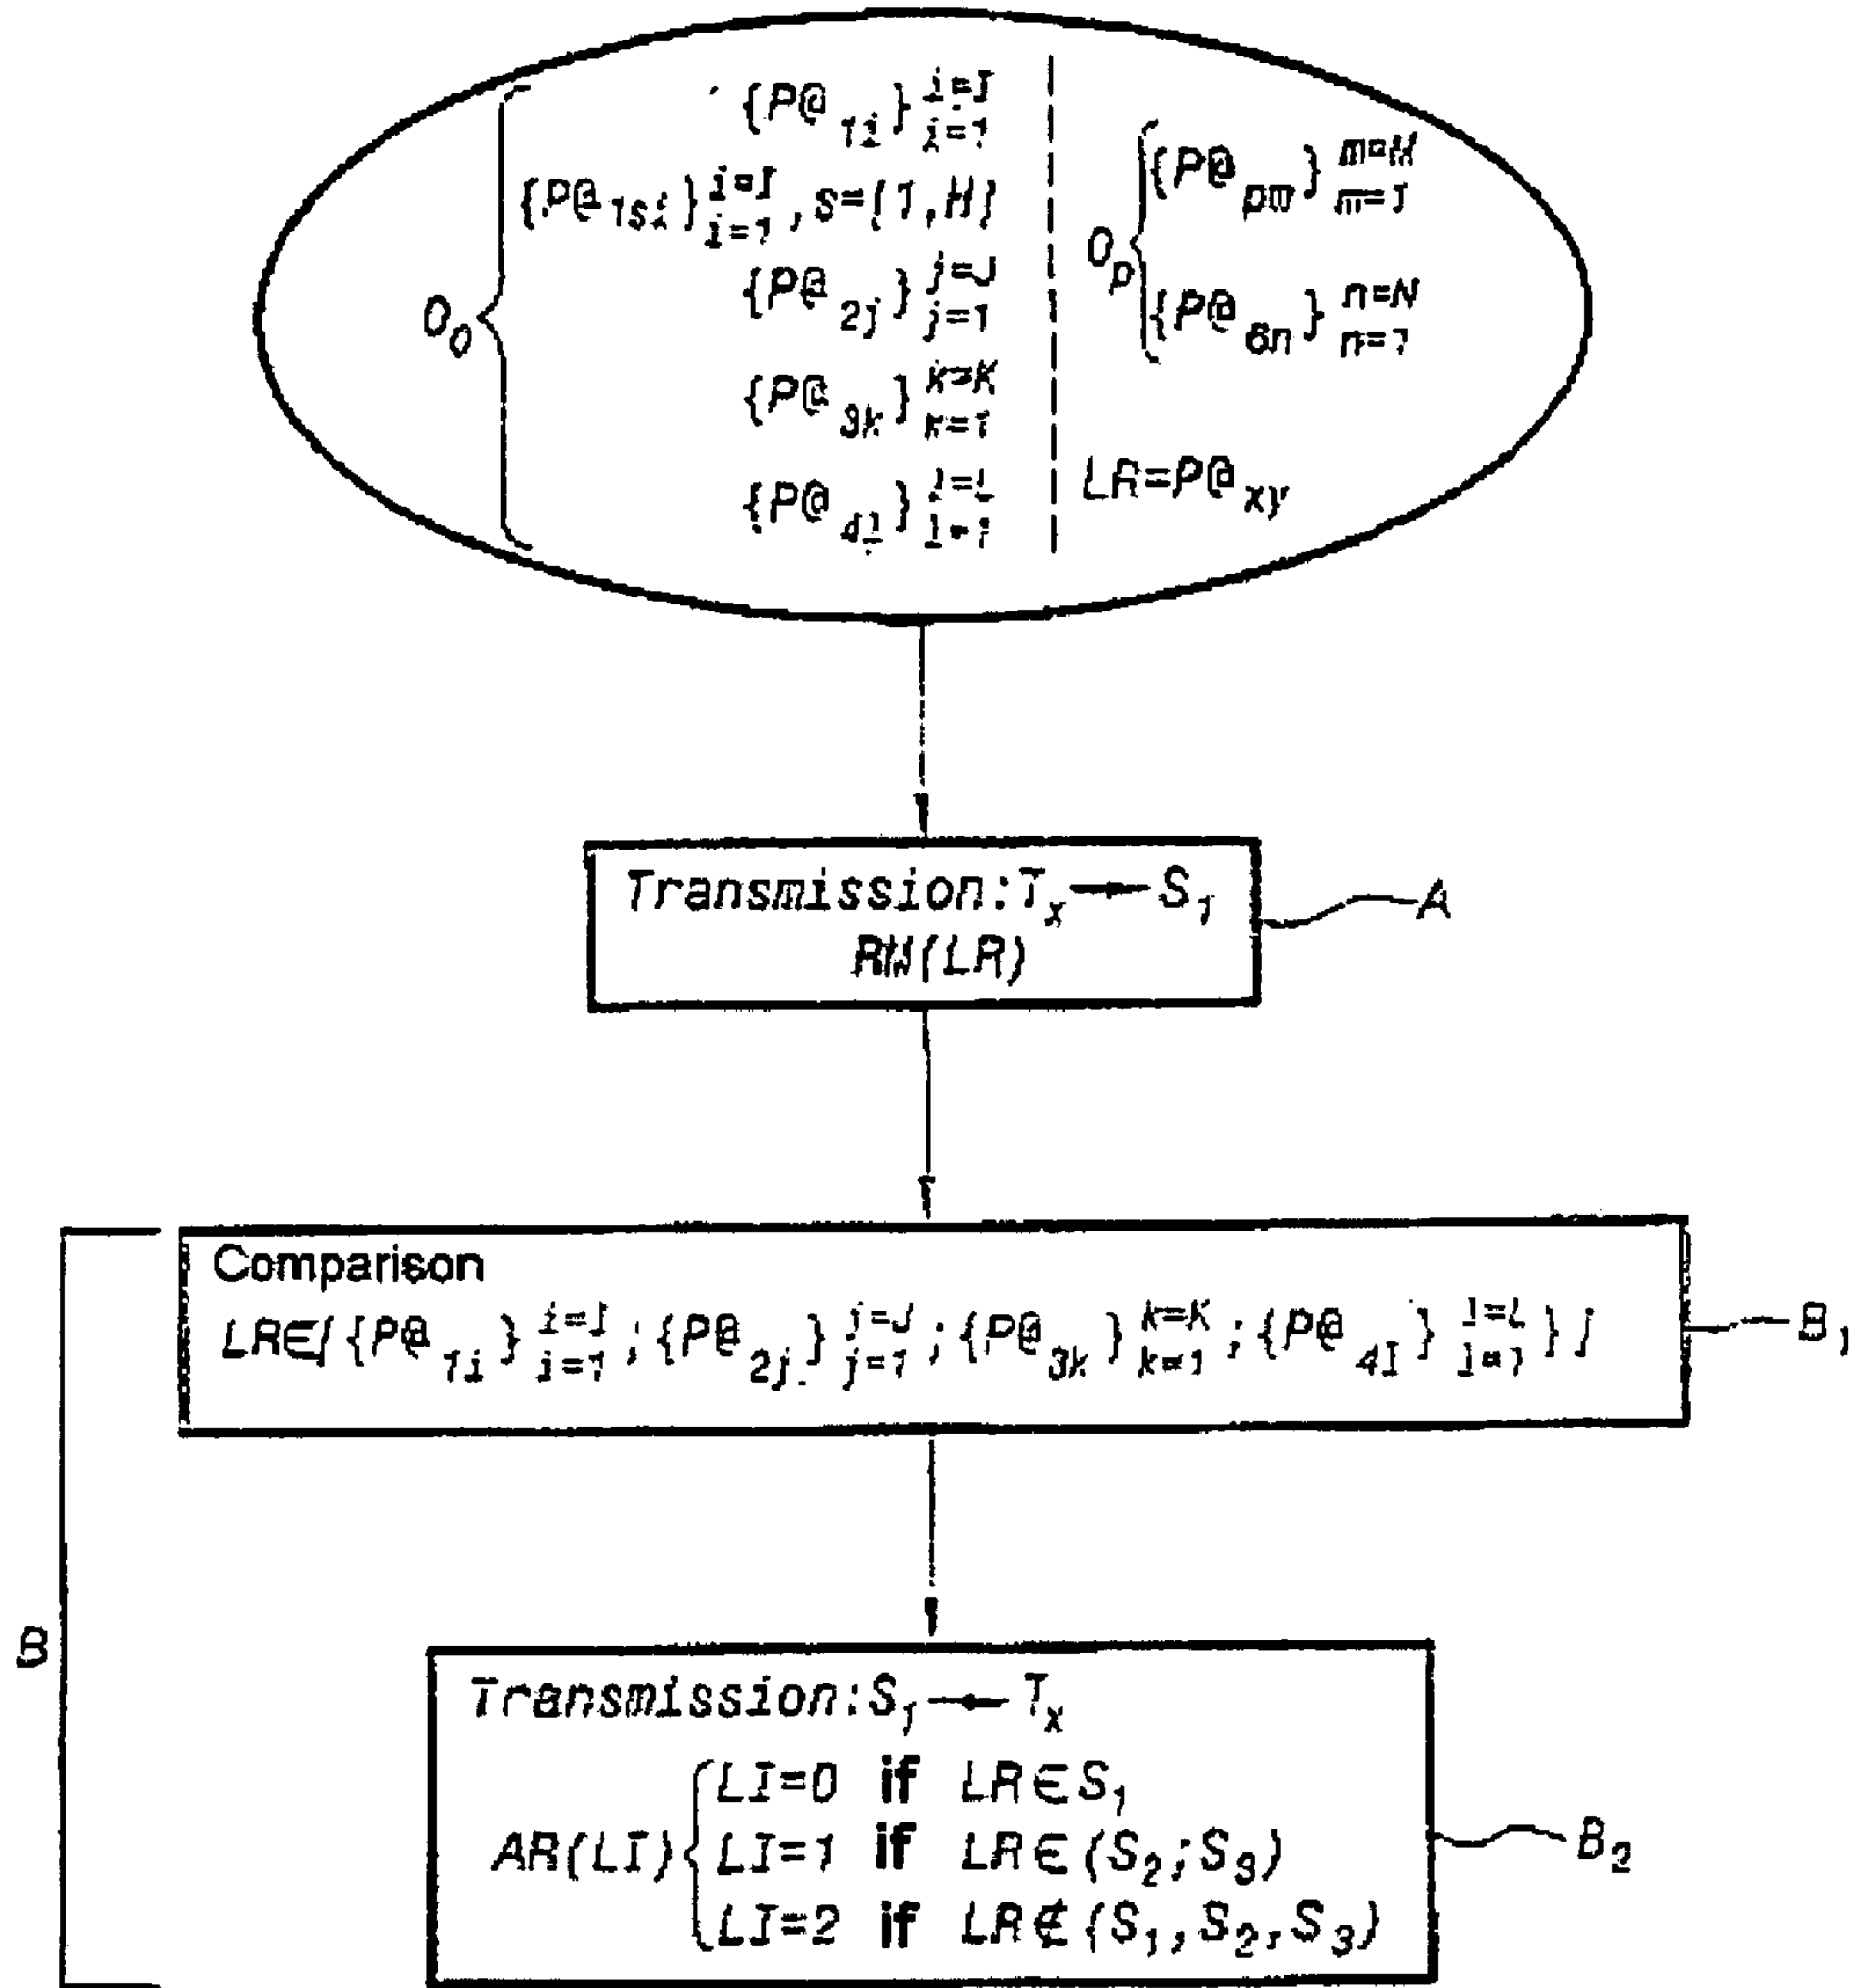 O₀ { {P@₁ᵢ} i=I i=1
{P@₁ₛᵢ} i=I i=1 , s=[1,H]
{P@₂ⱼ} j=J j=1
{P@₃ₖ} k=K k=1
{P@₄ₗ} l=L l=1
Oₚ { {P@ₚₘ} m=M m=1
{P@₆ₙ} n=N n=1
LR=P@ₓᵧ
Transmission: Tₓ → S₁
RW(LR)
A
Comparison
LR∈[{P@₁ᵢ} i=I i=1 ; {P@₂ⱼ} j=J j=1 ; {P@₃ₖ} k=K k=1 ; {P@₄ₗ} l=L l=1 }]
B₁
B
Transmission: S₁ → Tₓ
AR(LI) { LI=0 if LR∈S₁
LI=1 if LR∈(S₂;S₃)
LI=2 if LR∉(S₁,S₂,S₃)
B₂